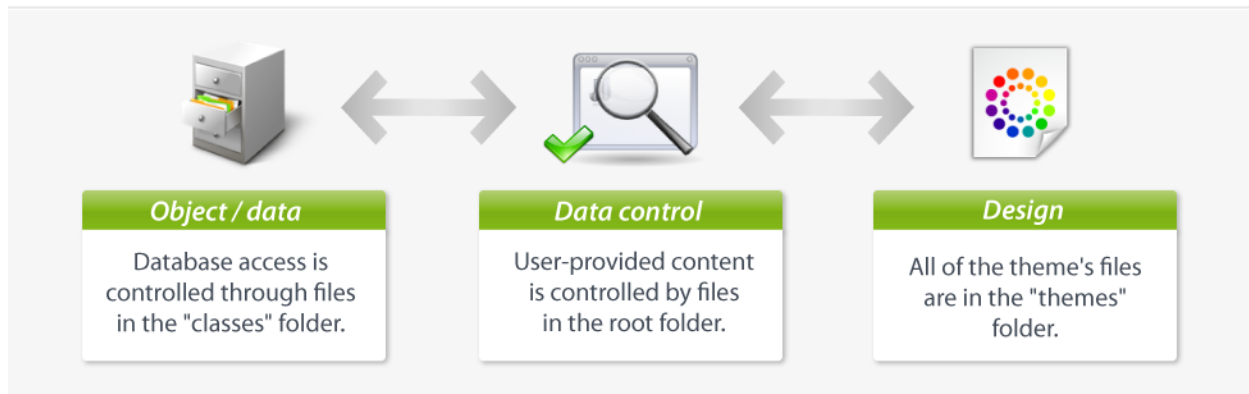 Object / data
Database access is
controlled through files
in the "classes" folder.
Data control
User-provided content
is controlled by files
in the root folder.
Design
All of the theme's files
are in the "themes"
folder.